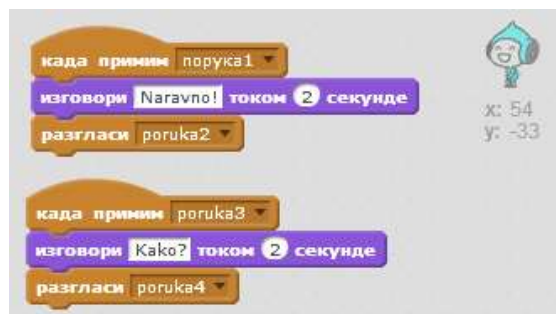 када примим порука1
изговори Naravno! током 2 секунде
разгласи poruka2
x: 54
y: -33
када примим poruka3
изговори Kako? током 2 секунде
разгласи poruka4